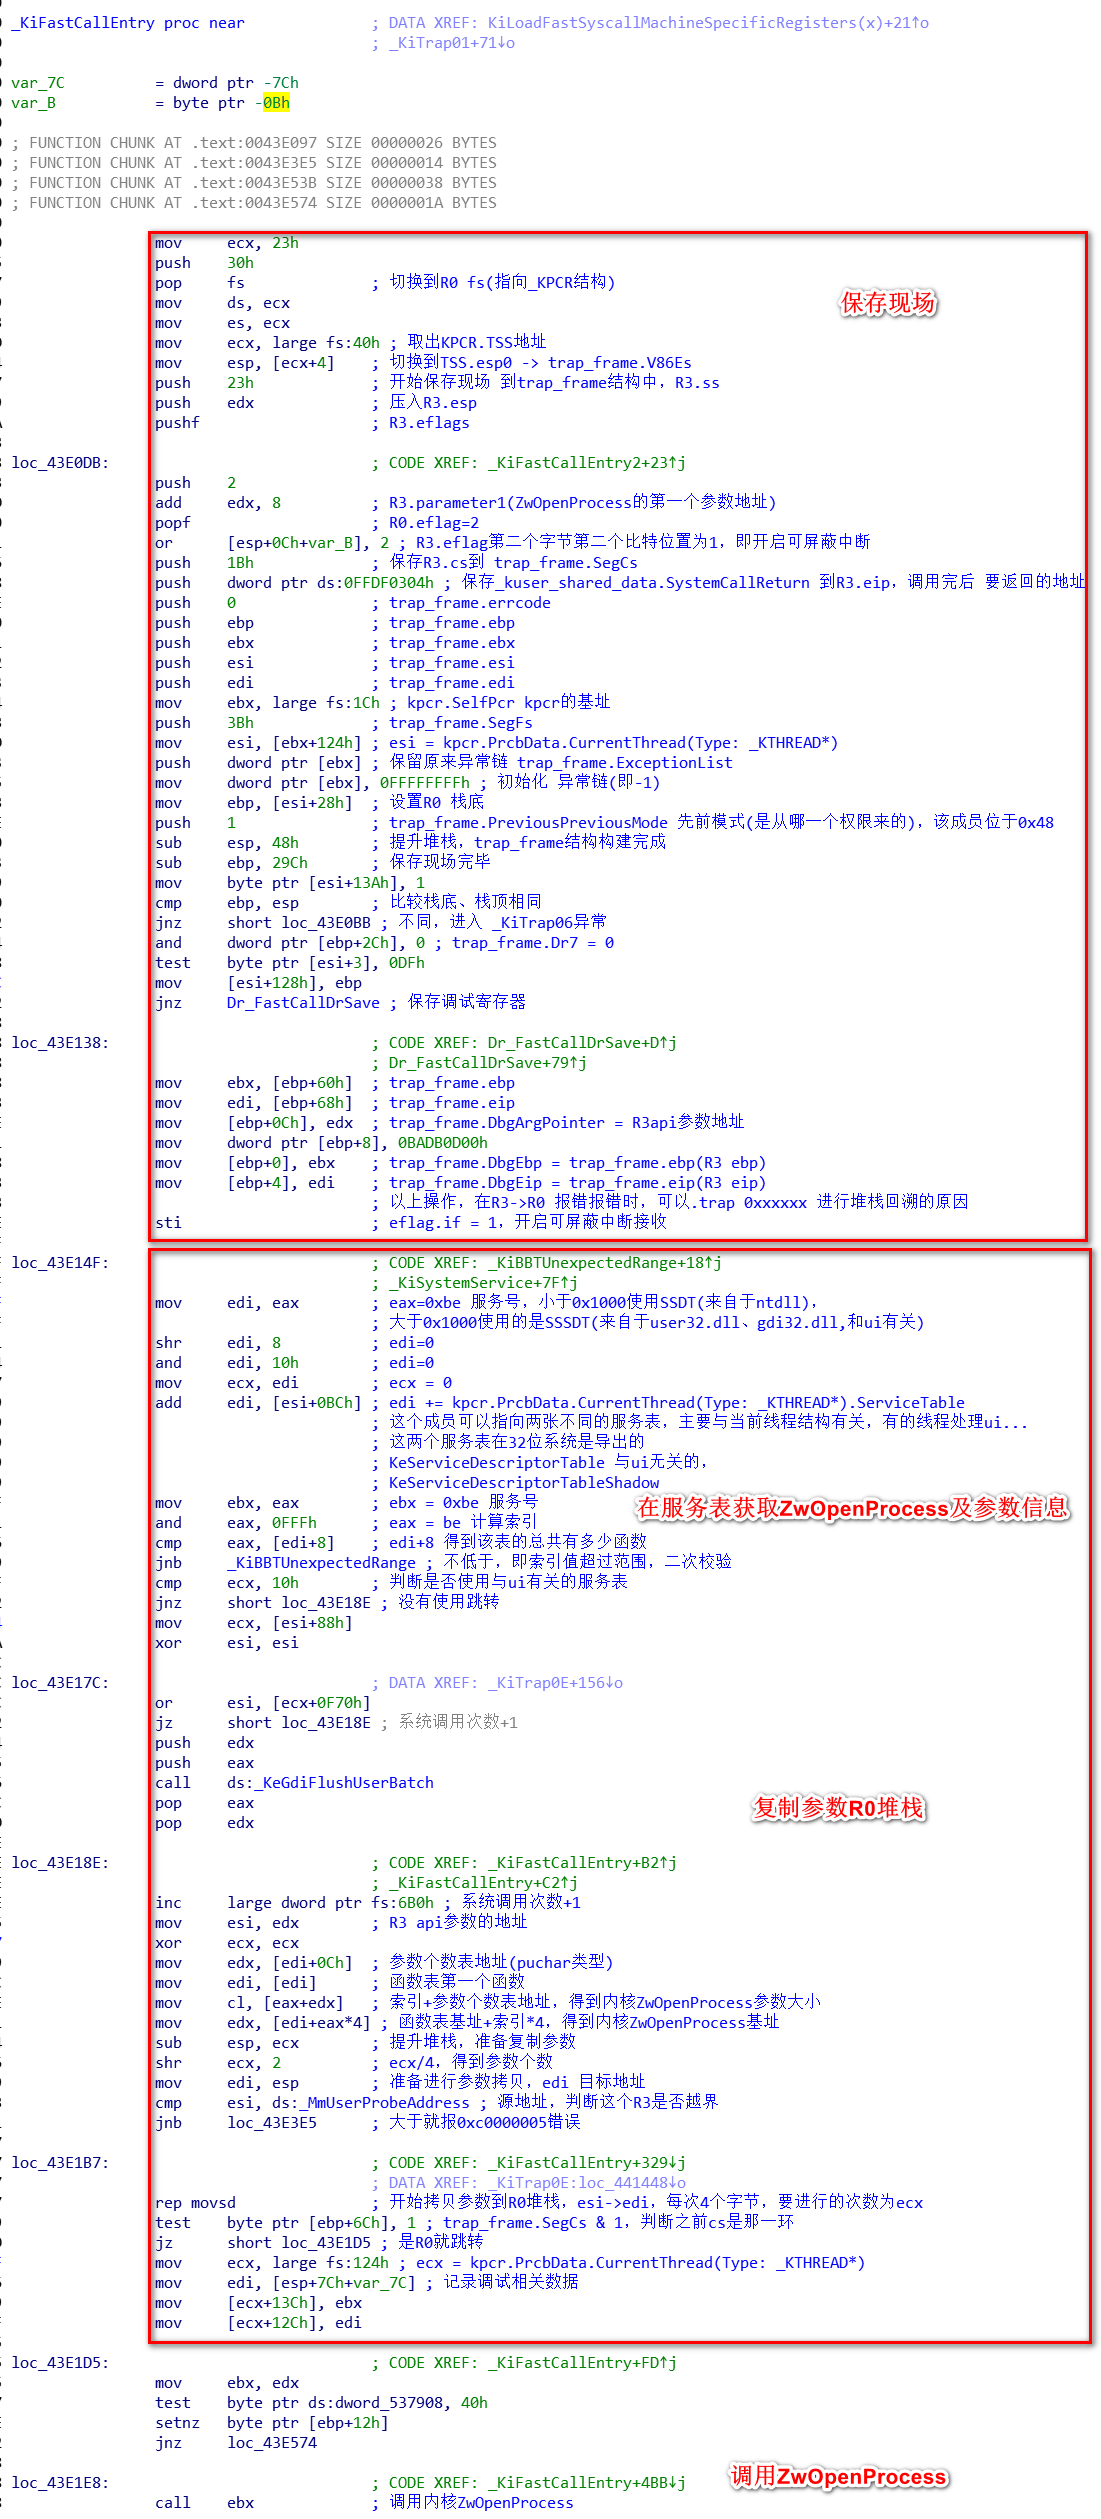 _KiFastCallEntry proc near ; DATA XREF: KiLoadFastSyscallMachineSpecificRegisters(x)+21↑o
; _KiTrap01+71↓o
var_7C = dword ptr -7Ch
var_B = byte ptr -0Bh
; FUNCTION CHUNK AT .text:0043E097 SIZE 00000026 BYTES
; FUNCTION CHUNK AT .text:0043E3E5 SIZE 00000014 BYTES
; FUNCTION CHUNK AT .text:0043E53B SIZE 00000038 BYTES
; FUNCTION CHUNK AT .text:0043E574 SIZE 0000001A BYTES
mov ecx, 23h
push 30h
pop fs ; 切换到R0 fs(指向_KPCR结构)
保存现场
mov ds, ecx
mov es, ecx
mov ecx, large fs:40h ; 取出KPCR.TSS地址
mov esp, [ecx+4] ; 切换到TSS.esp0 -> trap_frame.V86Es
push 23h ; 开始保存现场 到trap_frame结构中，R3.ss
push edx ; 压入R3.esp
pushf ; R3.eflags
loc_43E0DB: ; CODE XREF: _KiFastCallEntry2+23↑j
push 2
add edx, 8 ; R3.parameter1(ZwOpenProcess的第一个参数地址)
popf ; R0.eflag=2
or [esp+0Ch+var_B], 2 ; R3.eflag第二个字节第二个比特位置为1，即开启可屏蔽中断
push 1Bh ; 保存R3.cs到 trap_frame.SegCs
push dword ptr ds:0FFDF0304h ; 保存_kuser_shared_data.SystemCallReturn 到R3.eip，调用完后 要返回的地址
push 0 ; trap_frame.errcode
push ebp ; trap_frame.ebp
push ebx ; trap_frame.ebx
push esi ; trap_frame.esi
push edi ; trap_frame.edi
mov ebx, large fs:1Ch ; kpcr.SelfPcr kpcr的基址
push 3Bh ; trap_frame.SegFs
mov esi, [ebx+124h] ; esi = kpcr.PrcbData.CurrentThread(Type: _KTHREAD*)
push dword ptr [ebx] ; 保留原来异常链 trap_frame.ExceptionList
mov dword ptr [ebx], 0FFFFFFFFh ; 初始化 异常链(即-1)
mov ebp, [esi+28h] ; 设置R0 栈底
push 1 ; trap_frame.PreviousPreviousMode 先前模式(是从哪一个权限来的)，该成员位于0x48
sub esp, 48h ; 提升堆栈，trap_frame结构构建完成
sub ebp, 29Ch ; 保存现场完毕
mov byte ptr [esi+13Ah], 1
cmp ebp, esp ; 比较栈底、栈顶相同
jnz short loc_43E0BB ; 不同，进入 _KiTrap06异常
and dword ptr [ebp+2Ch], 0 ; trap_frame.Dr7 = 0
test byte ptr [esi+3], 0DFh
mov [esi+128h], ebp
jnz Dr_FastCallDrSave ; 保存调试寄存器
loc_43E138: ; CODE XREF: Dr_FastCallDrSave+D↑j
; Dr_FastCallDrSave+79↑j
mov ebx, [ebp+60h] ; trap_frame.ebp
mov edi, [ebp+68h] ; trap_frame.eip
mov [ebp+0Ch], edx ; trap_frame.DbgArgPointer = R3api参数地址
mov dword ptr [ebp+8], 0BADB0D00h
mov [ebp+0], ebx ; trap_frame.DbgEbp = trap_frame.ebp(R3 ebp)
mov [ebp+4], edi ; trap_frame.DbgEip = trap_frame.eip(R3 eip)
; 以上操作，在R3->R0 报错报错时，可以.trap 0xxxxxx 进行堆栈回溯的原因
sti ; eflag.if = 1，开启可屏蔽中断接收
loc_43E14F: ; CODE XREF: _KiBBTUnexpectedRange+18↑j
; _KiSystemService+7F↑j
mov edi, eax ; eax=0xbe 服务号，小于0x1000使用SSDT(来自于ntdll)，
; 大于0x1000使用的是SSSDT(来自于user32.dll、gdi32.dll,和ui有关)
shr edi, 8 ; edi=0
and edi, 10h ; edi=0
mov ecx, edi ; ecx = 0
add edi, [esi+0BCh] ; edi += kpcr.PrcbData.CurrentThread(Type: _KTHREAD*).ServiceTable
; 这个成员可以指向两张不同的服务表，主要与当前线程结构有关，有的线程处理ui...
; 这两个服务表在32位系统是导出的
; KeServiceDescriptorTable 与ui无关的，
; KeServiceDescriptorTableShadow
mov ebx, eax ; ebx = 0xbe 服务号
在服务表获取ZwOpenProcess及参数信息
and eax, 0FFFh ; eax = be 计算索引
cmp eax, [edi+8] ; edi+8 得到该表的总共有多少函数
jnb _KiBBTUnexpectedRange ; 不低于，即索引值超过范围，二次校验
cmp ecx, 10h ; 判断是否使用与ui有关的服务表
jnz short loc_43E18E ; 没有使用跳转
mov ecx, [esi+88h]
xor esi, esi
loc_43E17C: ; DATA XREF: _KiTrap0E+156↓o
or esi, [ecx+0F70h]
jz short loc_43E18E ; 系统调用次数+1
push edx
push eax
call ds:_KeGdiFlushUserBatch
pop eax
复制参数R0堆栈
pop edx
loc_43E18E: ; CODE XREF: _KiFastCallEntry+B2↑j
; _KiFastCallEntry+C2↑j
inc large dword ptr fs:6B0h ; 系统调用次数+1
mov esi, edx ; R3 api参数的地址
xor ecx, ecx
mov edx, [edi+0Ch] ; 参数个数表地址(puchar类型)
mov edi, [edi] ; 函数表第一个函数
mov cl, [eax+edx] ; 索引+参数个数表地址，得到内核ZwOpenProcess参数大小
mov edx, [edi+eax*4] ; 函数表基址+索引*4，得到内核ZwOpenProcess基址
sub esp, ecx ; 提升堆栈，准备复制参数
shr ecx, 2 ; ecx/4，得到参数个数
mov edi, esp ; 准备进行参数拷贝，edi 目标地址
cmp esi, ds:_MmUserProbeAddress ; 源地址，判断这个R3是否越界
jnb loc_43E3E5 ; 大于就报0xc0000005错误
loc_43E1B7: ; CODE XREF: _KiFastCallEntry+329↓j
; DATA XREF: _KiTrap0E:loc_441448↓o
rep movsd ; 开始拷贝参数到R0堆栈，esi->edi，每次4个字节，要进行的次数为ecx
test byte ptr [ebp+6Ch], 1 ; trap_frame.SegCs & 1，判断之前cs是那一环
jz short loc_43E1D5 ; 是R0就跳转
mov ecx, large fs:124h ; ecx = kpcr.PrcbData.CurrentThread(Type: _KTHREAD*)
mov edi, [esp+7Ch+var_7C] ; 记录调试相关数据
mov [ecx+13Ch], ebx
mov [ecx+12Ch], edi
loc_43E1D5: ; CODE XREF: _KiFastCallEntry+FD↑j
mov ebx, edx
test byte ptr ds:dword_537908, 40h
setnz byte ptr [ebp+12h]
jnz loc_43E574
loc_43E1E8: ; CODE XREF: _KiFastCallEntry+4BB↓j
调用ZwOpenProcess
call ebx ; 调用内核ZwOpenProcess